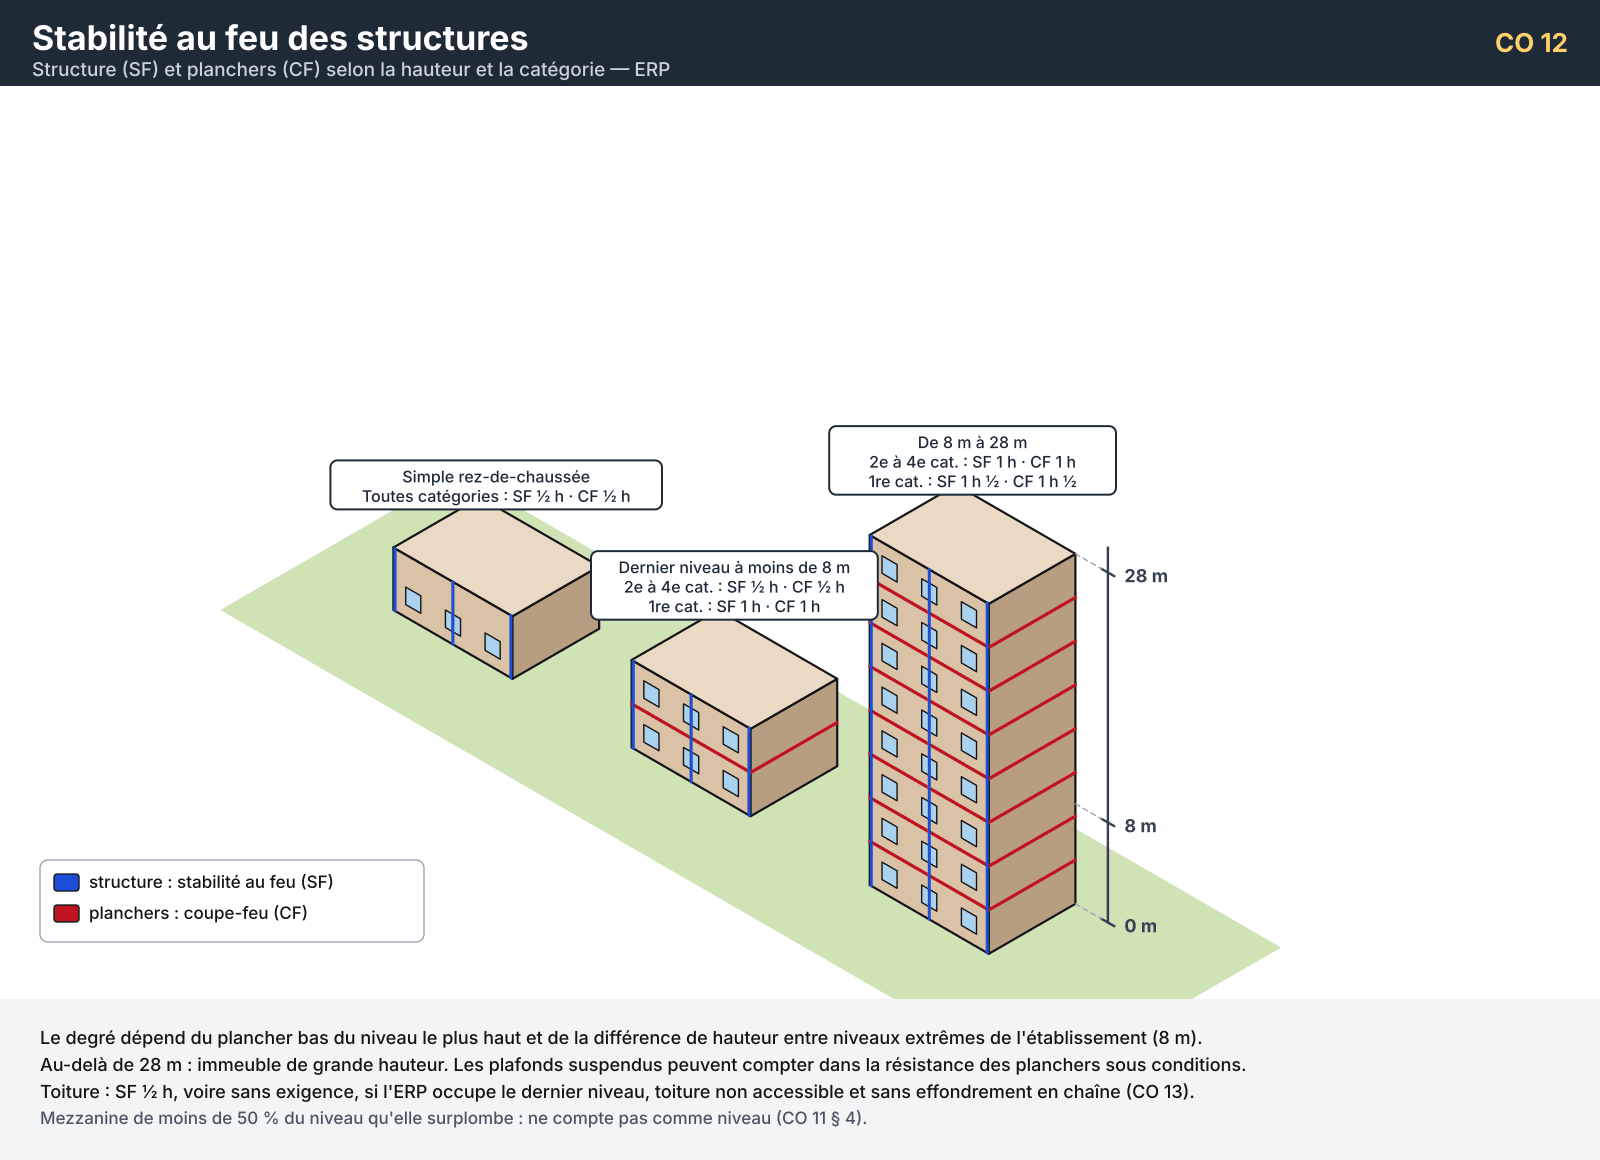 Stabilité au feu des structures
CO 12
Structure (SF) et planchers (CF) selon la hauteur et la catégorie — ERP
De 8 m à 28 m
2e à 4e cat. : SF 1 h · CF 1 h
1re cat. : SF 1 h ½ · CF 1 h ½
Simple rez-de-chaussée
Toutes catégories : SF ½ h · CF ½ h
Dernier niveau à moins de 8 m
2e à 4e cat. : SF ½ h · CF ½ h
1re cat. : SF 1 h · CF 1 h
28 m
8 m
0 m
structure : stabilité au feu (SF)
planchers : coupe-feu (CF)
Le degré dépend du plancher bas du niveau le plus haut et de la différence de hauteur entre niveaux extrêmes de l'établissement (8 m).
Au-delà de 28 m : immeuble de grande hauteur. Les plafonds suspendus peuvent compter dans la résistance des planchers sous conditions.
Toiture : SF ½ h, voire sans exigence, si l'ERP occupe le dernier niveau, toiture non accessible et sans effondrement en chaîne (CO 13).
Mezzanine de moins de 50 % du niveau qu'elle surplombe : ne compte pas comme niveau (CO 11 § 4).